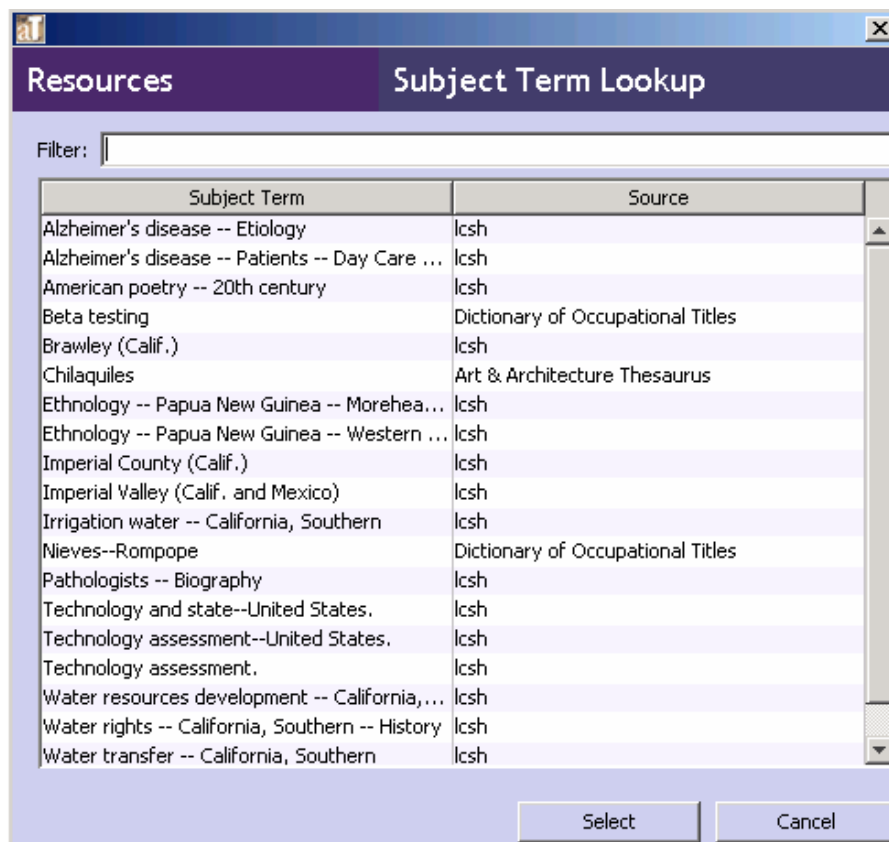 aT
Resources Subject Term Lookup
Filter:
Subject Term Source
Alzheimer's disease -- Etiology lcsh
Alzheimer's disease -- Patients -- Day Care ... lcsh
American poetry -- 20th century lcsh
Beta testing Dictionary of Occupational Titles
Brawley (Calif.) lcsh
Chilaquiles Art & Architecture Thesaurus
Ethnology -- Papua New Guinea -- Morehea... lcsh
Ethnology -- Papua New Guinea -- Western ... lcsh
Imperial County (Calif.) lcsh
Imperial Valley (Calif. and Mexico) lcsh
Irrigation water -- California, Southern lcsh
Nieves--Rompope Dictionary of Occupational Titles
Pathologists -- Biography lcsh
Technology and state--United States. lcsh
Technology assessment--United States. lcsh
Technology assessment. lcsh
Water resources development -- California,... lcsh
Water rights -- California, Southern -- History lcsh
Water transfer -- California, Southern lcsh
Select Cancel